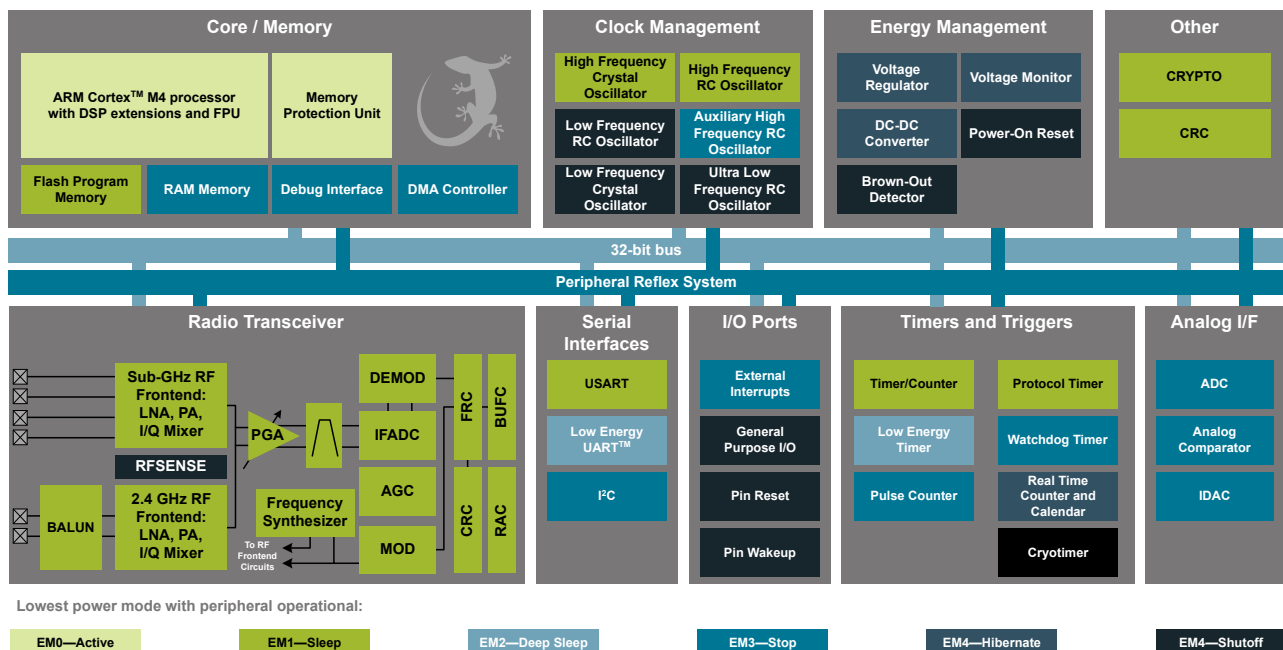 Core / Memory
ARM Cortex™ M4 processor
with DSP extensions and FPU
Memory
Protection Unit
Flash Program
Memory
RAM Memory
Debug Interface
DMA Controller
Clock Management
High Frequency
Crystal
Oscillator
High Frequency
RC Oscillator
Low Frequency
RC Oscillator
Auxiliary High
Frequency RC
Oscillator
Low Frequency
Crystal
Oscillator
Ultra Low
Frequency RC
Oscillator
Energy Management
Voltage
Regulator
Voltage Monitor
DC-DC
Converter
Power-On Reset
Brown-Out
Detector
Other
CRYPTO
CRC
32-bit bus
Peripheral Reflex System
Radio Transceiver
Sub-GHz RF
Frontend:
LNA, PA,
I/Q Mixer
RFSENSE
BALUN
2.4 GHz RF
Frontend:
LNA, PA,
I/Q Mixer
PGA
DEMOD
IFADC
AGC
MOD
Frequency
Synthesizer
To RF
Frontend
Circuits
FRC
BUFC
CRC
RAC
Serial
Interfaces
USART
Low Energy
UART™
I²C
I/O Ports
External
Interrupts
General
Purpose I/O
Pin Reset
Pin Wakeup
Timers and Triggers
Timer/Counter
Protocol Timer
Low Energy
Timer
Watchdog Timer
Pulse Counter
Real Time
Counter and
Calendar
Cryotimer
Analog I/F
ADC
Analog
Comparator
IDAC
Lowest power mode with peripheral operational:
EM0—Active
EM1—Sleep
EM2—Deep Sleep
EM3—Stop
EM4—Hibernate
EM4—Shutoff